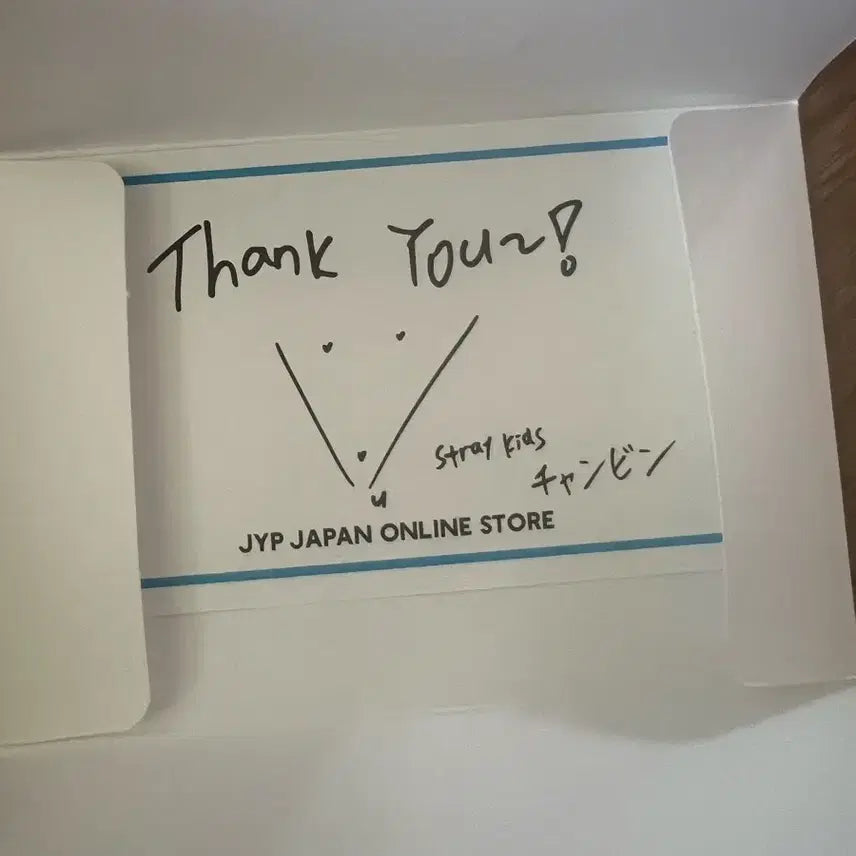 Thank You~!
Stray Kids
チャンビン
JYP JAPAN ONLINE STORE